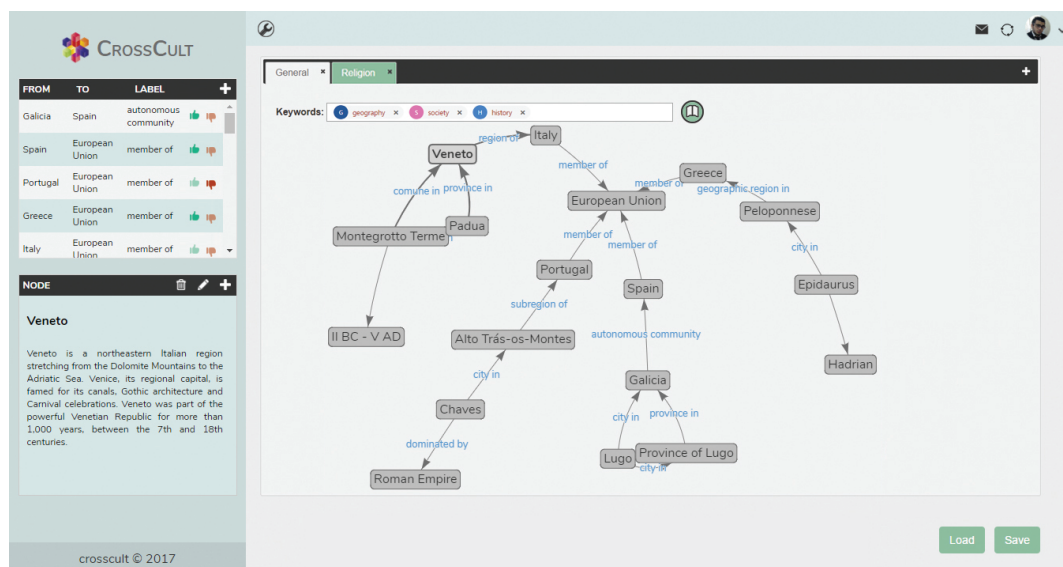 CROSSCULT
FROM TO LABEL
Galicia Spain autonomous community
Spain European Union member of
Portugal European Union member of
Greece European Union member of
Italy European Union member of
NODE
Veneto
Veneto is a northeastern Italian region
stretching from the Dolomite Mountains to the
Adriatic Sea. Venice, its regional capital, is
famed for its canals, Gothic architecture and
Carnival celebrations. Veneto was part of the
powerful Venetian Republic for more than
1,000 years, between the 7th and 18th
centuries.
crosscult © 2017
General × Religion ×
Keywords: G geography × S society × H history ×
region of
Italy
Veneto
member of
Greece
comune in
province in
member of
geographic region in
European Union
Peloponnese
Padua
Montegrotto Terme
member of
member of
city in
Portugal
Spain
Epidaurus
subregion of
II BC - V AD
Alto Trás-os-Montes
autonomous community
Hadrian
city in
Galicia
Chaves
city in
province in
dominated by
Lugo
Province of Lugo
city in
Roman Empire
Load
Save